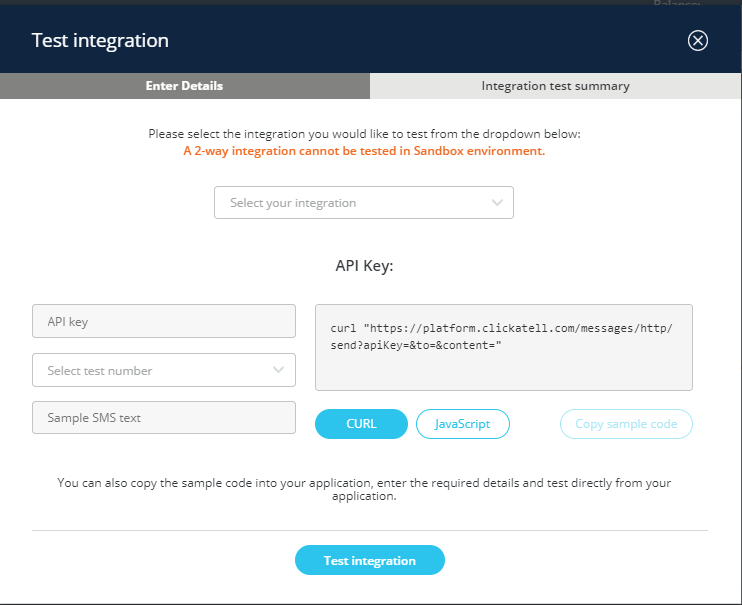 Balance:
Test integration
Enter Details
Integration test summary
Please select the integration you would like to test from the dropdown below:
A 2-way integration cannot be tested in Sandbox environment.
Select your integration
API Key:
API key
Select test number
Sample SMS text
curl "https://platform.clickatell.com/messages/http/
send?apiKey=&to=&content="
CURL
JavaScript
Copy sample code
You can also copy the sample code into your application, enter the required details and test directly from your
application.
Test integration